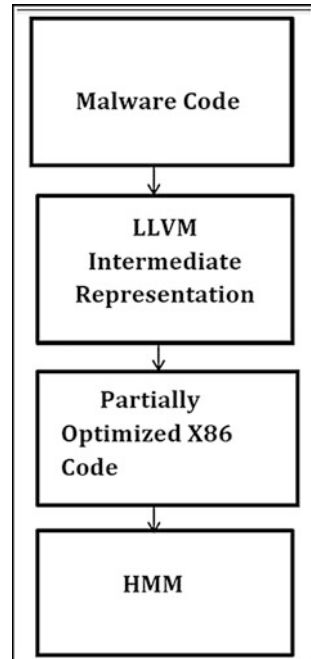 Malware Code
LLVM
Intermediate
Representation
Partially
Optimized X86
Code
HMM